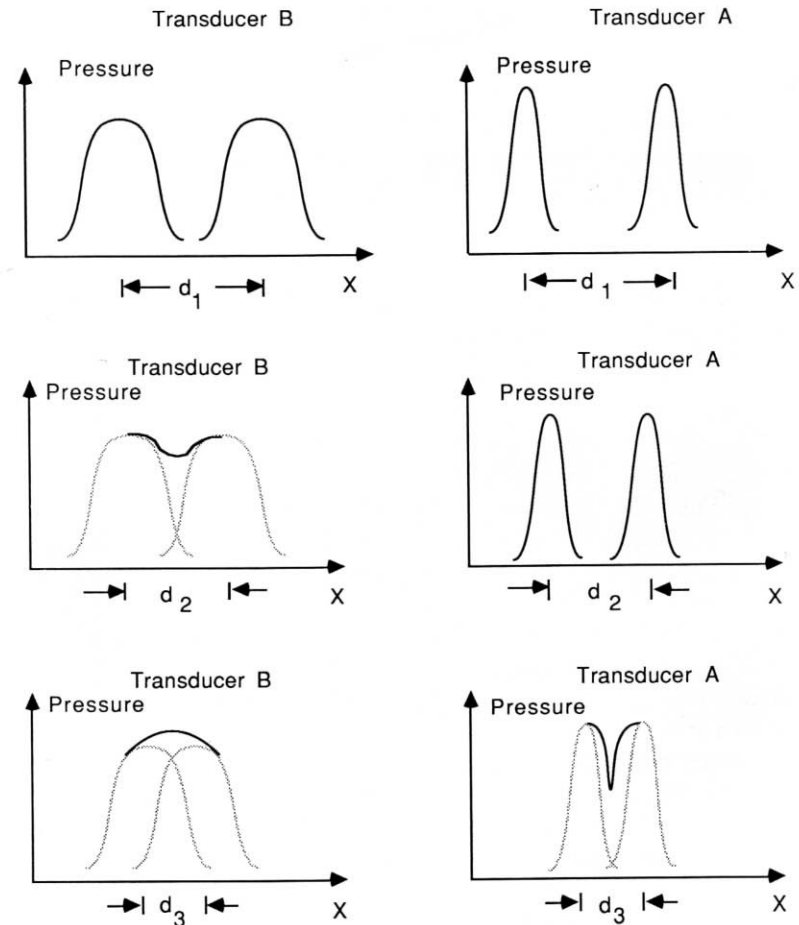 Transducer B
Transducer A
Pressure
Pressure
d1
X
d1
X
Transducer B
Transducer A
Pressure
Pressure
d2
X
d2
X
Transducer B
Transducer A
Pressure
Pressure
d3
X
d3
X